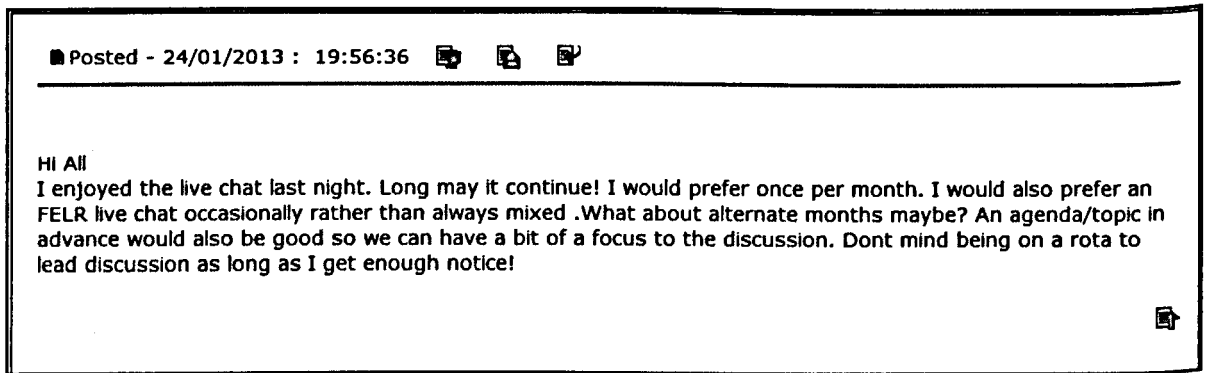 Posted - 24/01/2013 : 19:56:36
Hi All
I enjoyed the live chat last night. Long may it continue! I would prefer once per month. I would also prefer an
FELR live chat occasionally rather than always mixed .What about alternate months maybe? An agenda/topic in
advance would also be good so we can have a bit of a focus to the discussion. Dont mind being on a rota to
lead discussion as long as I get enough notice!